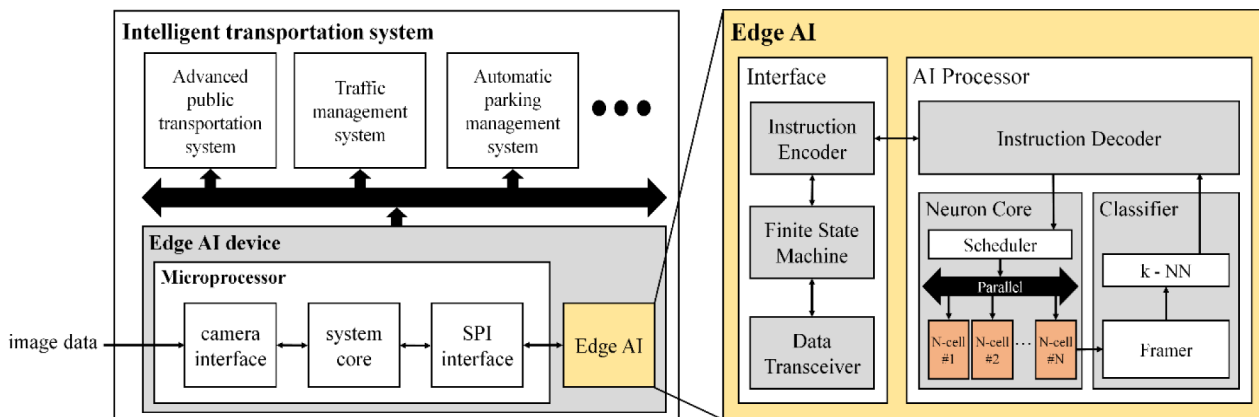 Intelligent transportation system
Advanced
public
transportation
system
Traffic
management
system
Automatic
parking
management
system
Edge AI device
Microprocessor
image data
camera
interface
system
core
SPI
interface
Edge AI
Edge AI
Interface
Instruction
Encoder
Finite State
Machine
Data
Transceiver
AI Processor
Instruction Decoder
Neuron Core
Scheduler
Parallel
N-cell
#1
N-cell
#2
...
N-cell
#N
Classifier
k - NN
Framer